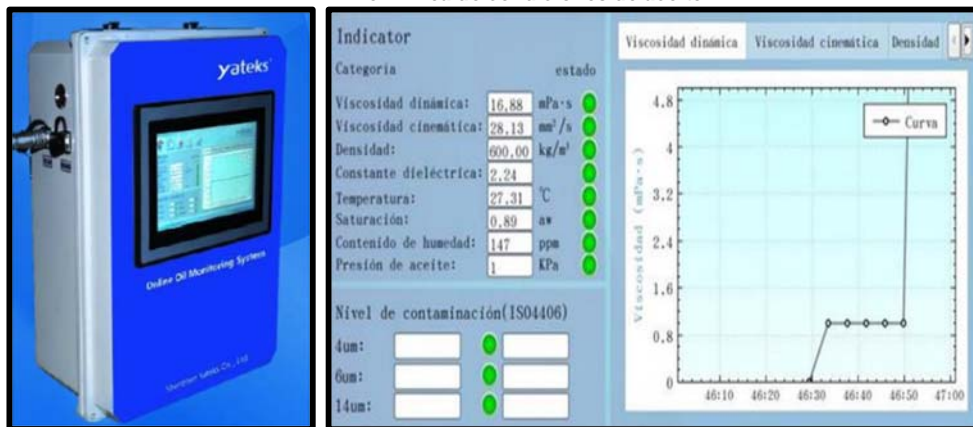 yateks
Online Oil Monitoring System
Shenzhen Yateks Co., Ltd
Indicator
Categoria estado
Viscosidad dinámica: 16,88 mPa·s
Viscosidad cinemática: 28,13 mm²/s
Densidad: 600,00 kg/m³
Constante dieléctrica: 2,24
Temperatura: 27,31 ℃
Saturación: 0,89 aw
Contenido de humedad: 147 ppm
Presión de aceite: 1 KPa
Nivel de contaminación(ISO4406)
4um:
6um:
14um:
Viscosidad dinámica Viscosidad cinemática Densidad
Curva
Viscosidad (mPa·s)
4.8
4
3.2
2.4
1.6
0.8
0
46:10 46:20 46:30 46:40 46:50 47:00